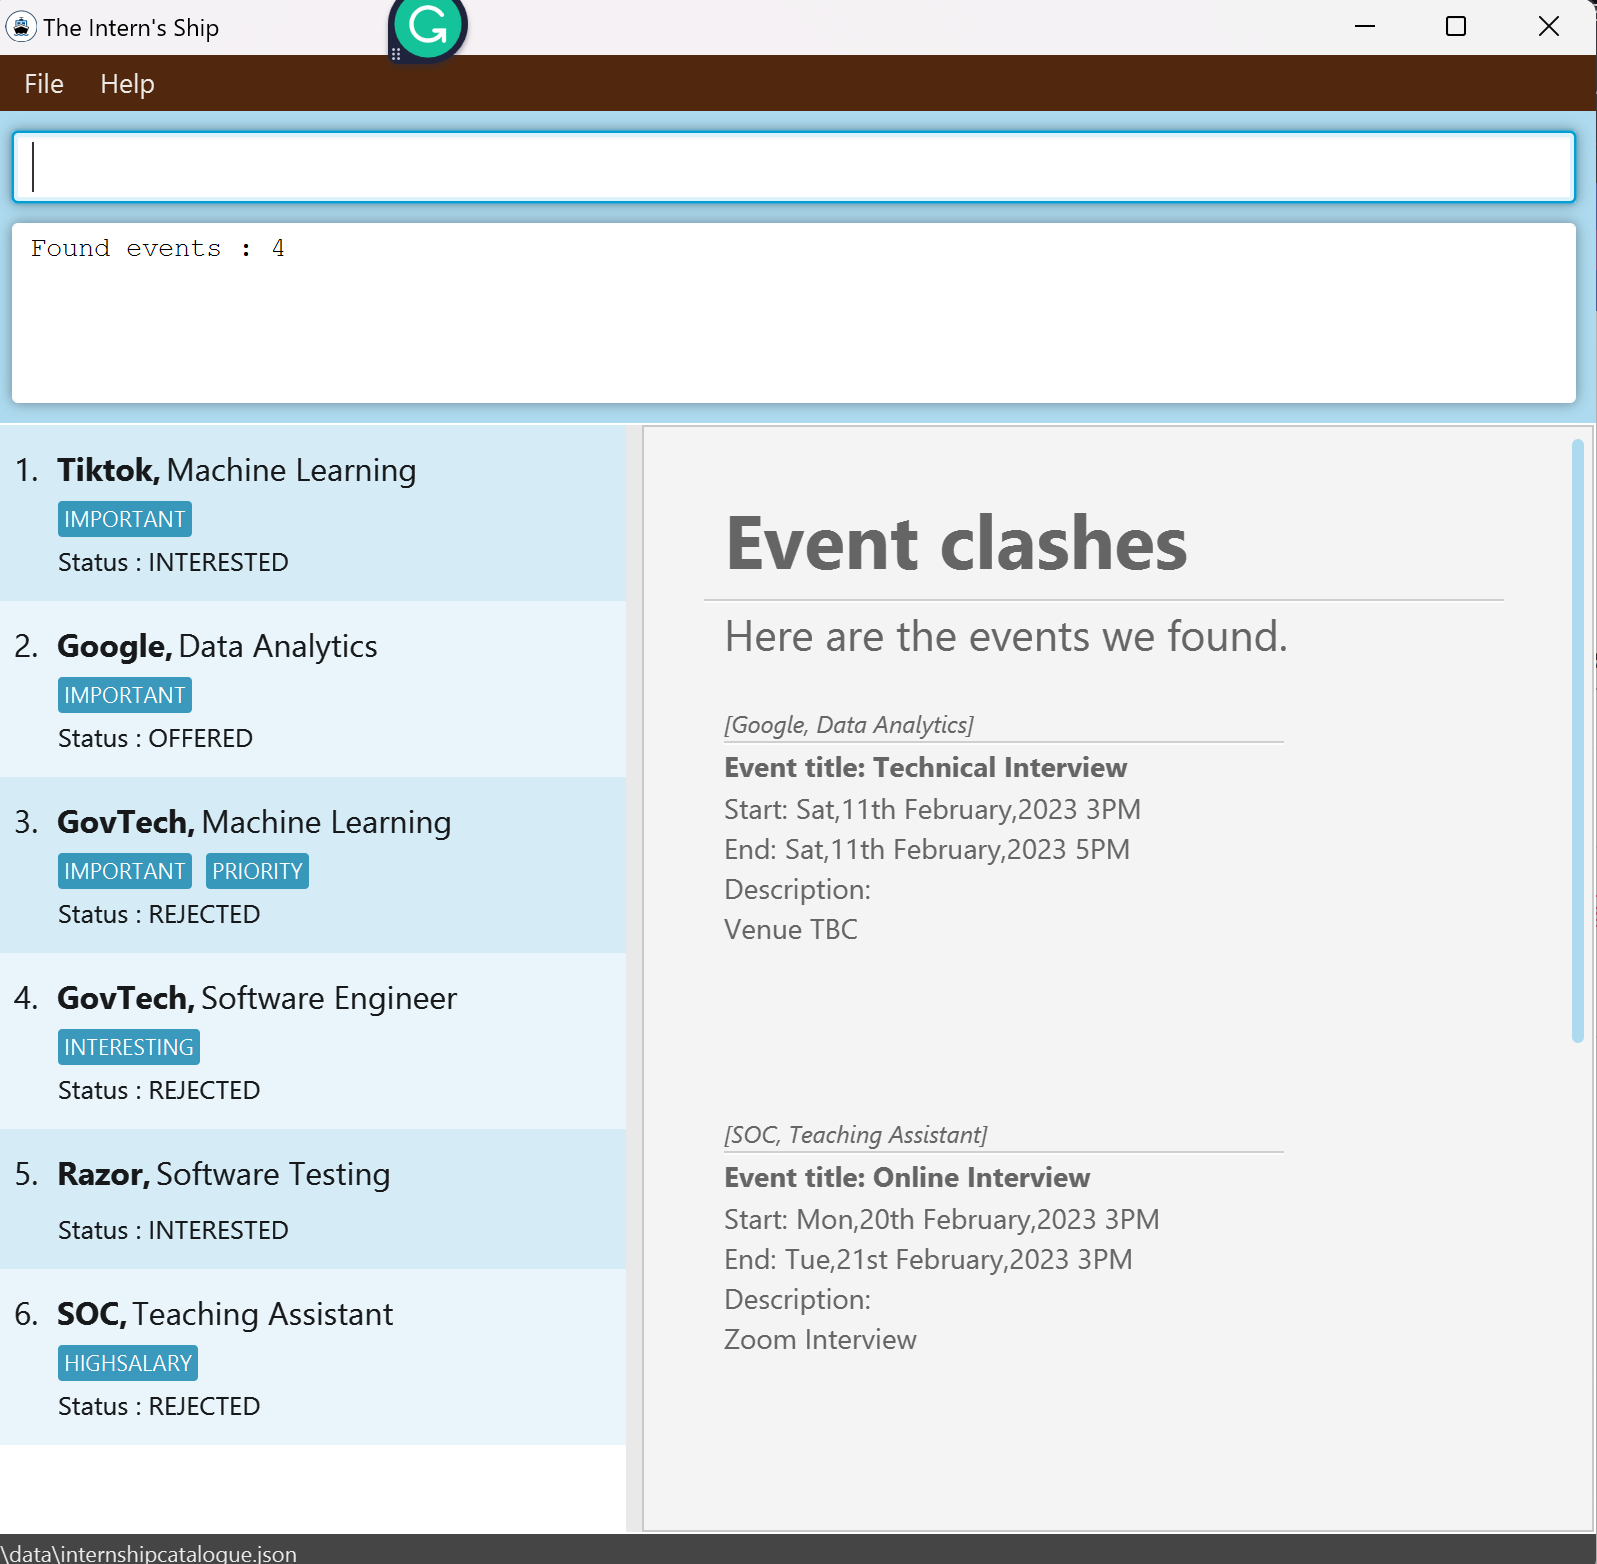 The Intern's Ship
File Help
Found events : 4
1. Tiktok, Machine Learning
IMPORTANT
Status : INTERESTED
2. Google, Data Analytics
IMPORTANT
Status : OFFERED
3. GovTech, Machine Learning
IMPORTANT PRIORITY
Status : REJECTED
4. GovTech, Software Engineer
INTERESTING
Status : REJECTED
5. Razor, Software Testing
Status : INTERESTED
6. SOC, Teaching Assistant
HIGHSALARY
Status : REJECTED
Event clashes
Here are the events we found.
[Google, Data Analytics]
Event title: Technical Interview
Start: Sat,11th February,2023 3PM
End: Sat,11th February,2023 5PM
Description:
Venue TBC
[SOC, Teaching Assistant]
Event title: Online Interview
Start: Mon,20th February,2023 3PM
End: Tue,21st February,2023 3PM
Description:
Zoom Interview
\data\internshipcatalogue.json